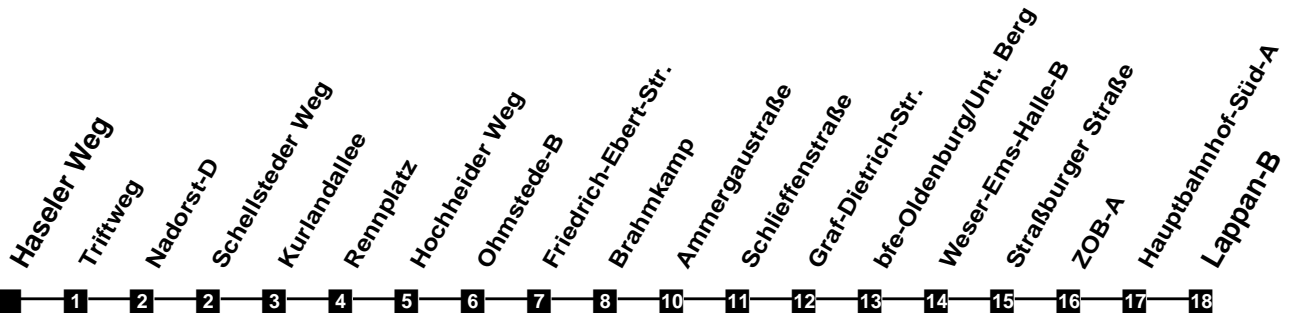 Haseler Weg
Triftweg
Nadorst-D
Schellsteder Weg
Kurlandallee
Rennplatz
Hochheider Weg
Ohmstede-B
Friedrich-Ebert-Str.
Brahmkamp
Ammergaustraße
Schlieffenstraße
Graf-Dietrich-Str.
bfe-Oldenburg/Unt. Berg
Weser-Ems-Halle-B
Straßburger Straße
ZOB-A
Hauptbahnhof-Süd-A
Lappan-B
1 2 2 3 4 5 6 7 8 10 11 12 13 14 15 16 17 18